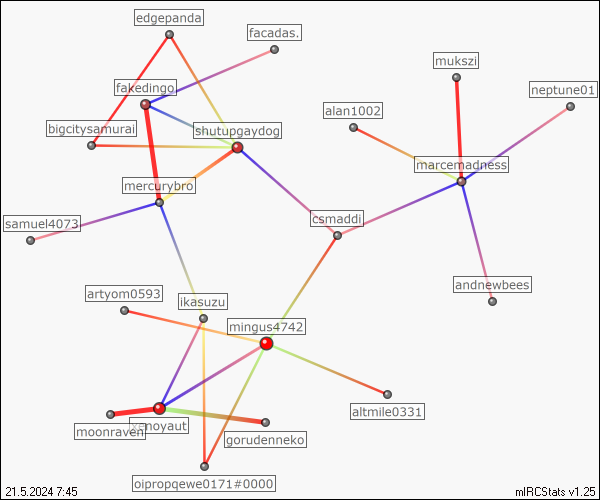 edgepanda
facadas.
mukszi
fakedingo
neptune01
alan1002
bigcitysamurai
shutupgaydog
marcemadness
mercurybro
samuel4073
csmaddi
andnewbees
artyom0593
ikasuzu
mingus4742
altmile0331
xenoyaut
moonraven
gorudenneko
oipropqewe0171#0000
21.5.2024 7:45
mIRCStats v1.25